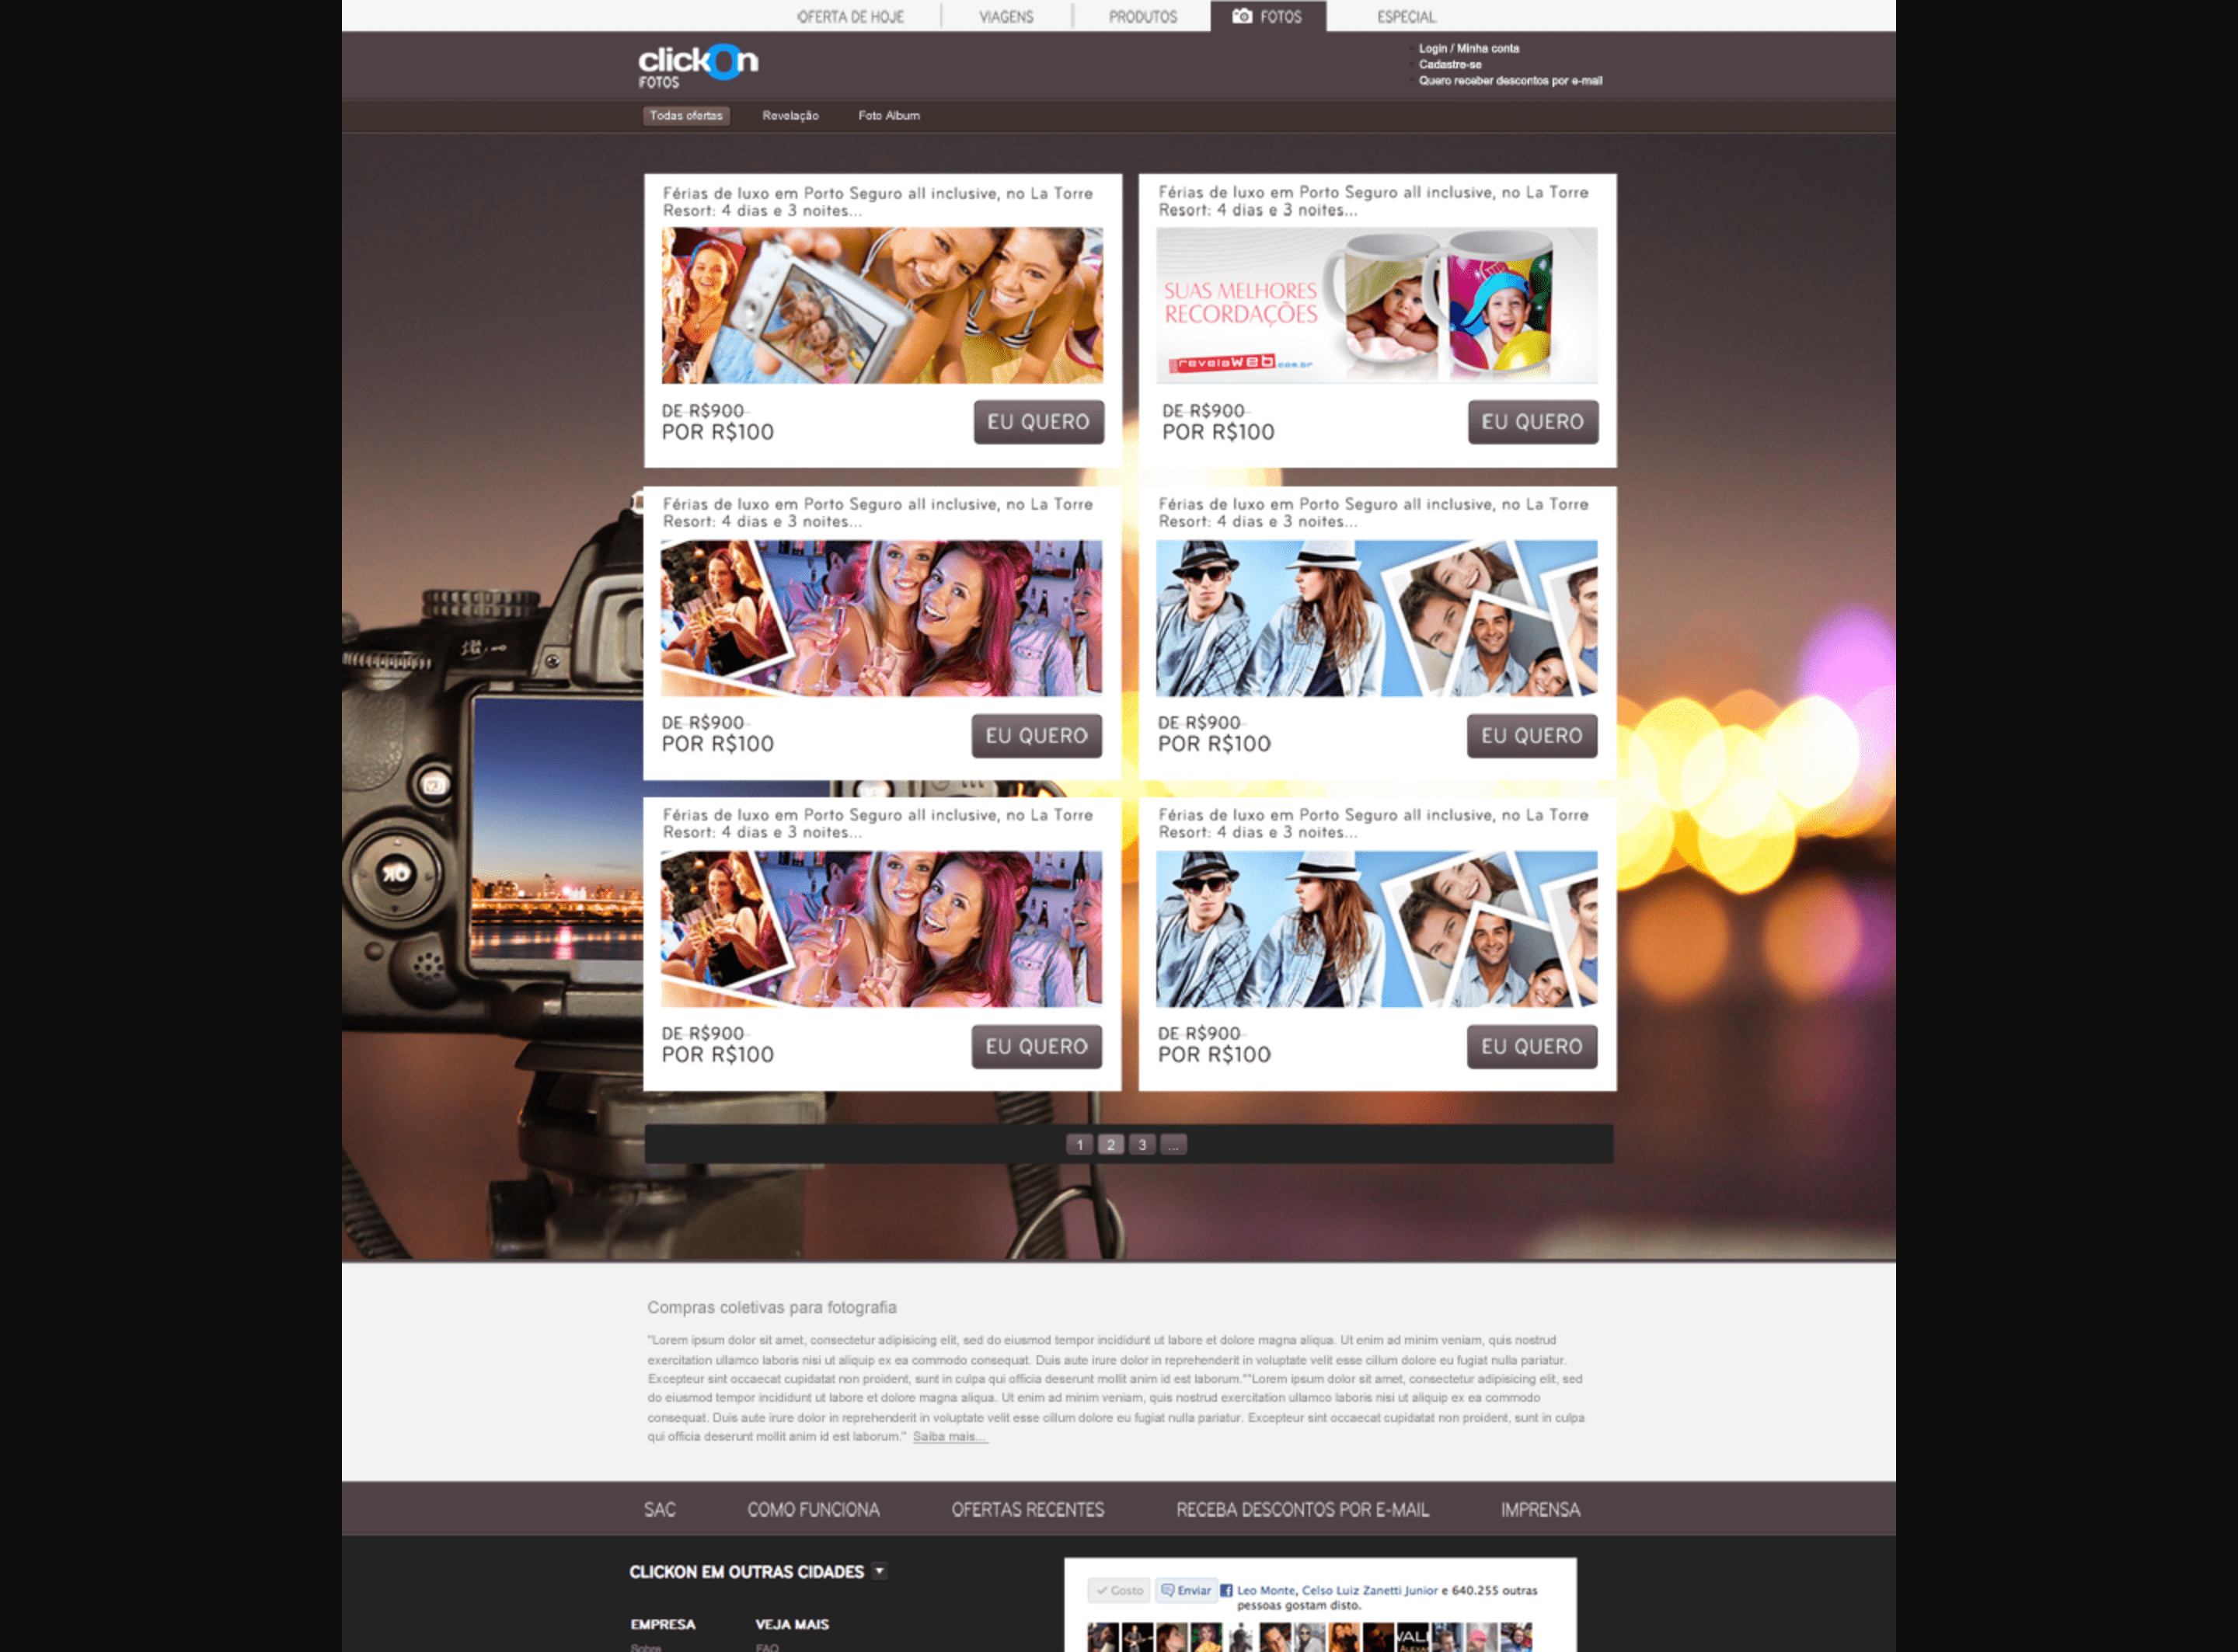 OFERTA DE HOJE
VIAGENS
PRODUTOS
FOTOS
ESPECIAL
clickOn
FOTOS
Login / Minha conta
Cadastre-se
Quero receber descontos por e-mail
Todas ofertas
Revelação
Foto Album
Férias de luxo em Porto Seguro all inclusive, no La Torre
Resort: 4 dias e 3 noites...
DE R$900
POR R$100
EU QUERO
Férias de luxo em Porto Seguro all inclusive, no La Torre
Resort: 4 dias e 3 noites...
SUAS MELHORES
RECORDAÇÕES
revelaWeb.com.br
DE R$900
POR R$100
EU QUERO
Férias de luxo em Porto Seguro all inclusive, no La Torre
Resort: 4 dias e 3 noites...
DE R$900
POR R$100
EU QUERO
Férias de luxo em Porto Seguro all inclusive, no La Torre
Resort: 4 dias e 3 noites...
DE R$900
POR R$100
EU QUERO
Férias de luxo em Porto Seguro all inclusive, no La Torre
Resort: 4 dias e 3 noites...
DE R$900
POR R$100
EU QUERO
Férias de luxo em Porto Seguro all inclusive, no La Torre
Resort: 4 dias e 3 noites...
DE R$900
POR R$100
EU QUERO
OK
1 2 3 ...
Compras coletivas para fotografia
"Lorem ipsum dolor sit amet, consectetur adipisicing elit, sed do eiusmod tempor incididunt ut labore et dolore magna aliqua. Ut enim ad minim veniam, quis nostrud
exercitation ullamco laboris nisi ut aliquip ex ea commodo consequat. Duis aute irure dolor in reprehenderit in voluptate velit esse cillum dolore eu fugiat nulla pariatur.
Excepteur sint occaecat cupidatat non proident, sunt in culpa qui officia deserunt mollit anim id est laborum.""Lorem ipsum dolor sit amet, consectetur adipisicing elit, sed
do eiusmod tempor incididunt ut labore et dolore magna aliqua. Ut enim ad minim veniam, quis nostrud exercitation ullamco laboris nisi ut aliquip ex ea commodo
consequat. Duis aute irure dolor in reprehenderit in voluptate velit esse cillum dolore eu fugiat nulla pariatur. Excepteur sint occaecat cupidatat non proident, sunt in culpa
qui officia deserunt mollit anim id est laborum." Saiba mais...
SAC
COMO FUNCIONA
OFERTAS RECENTES
RECEBA DESCONTOS POR E-MAIL
IMPRENSA
CLICKON EM OUTRAS CIDADES
EMPRESA
VEJA MAIS
Sobre
FAQ
Gosto
Enviar
Leo Monte, Celso Luiz Zanetti Junior e 640.255 outras
pessoas gostam disto.